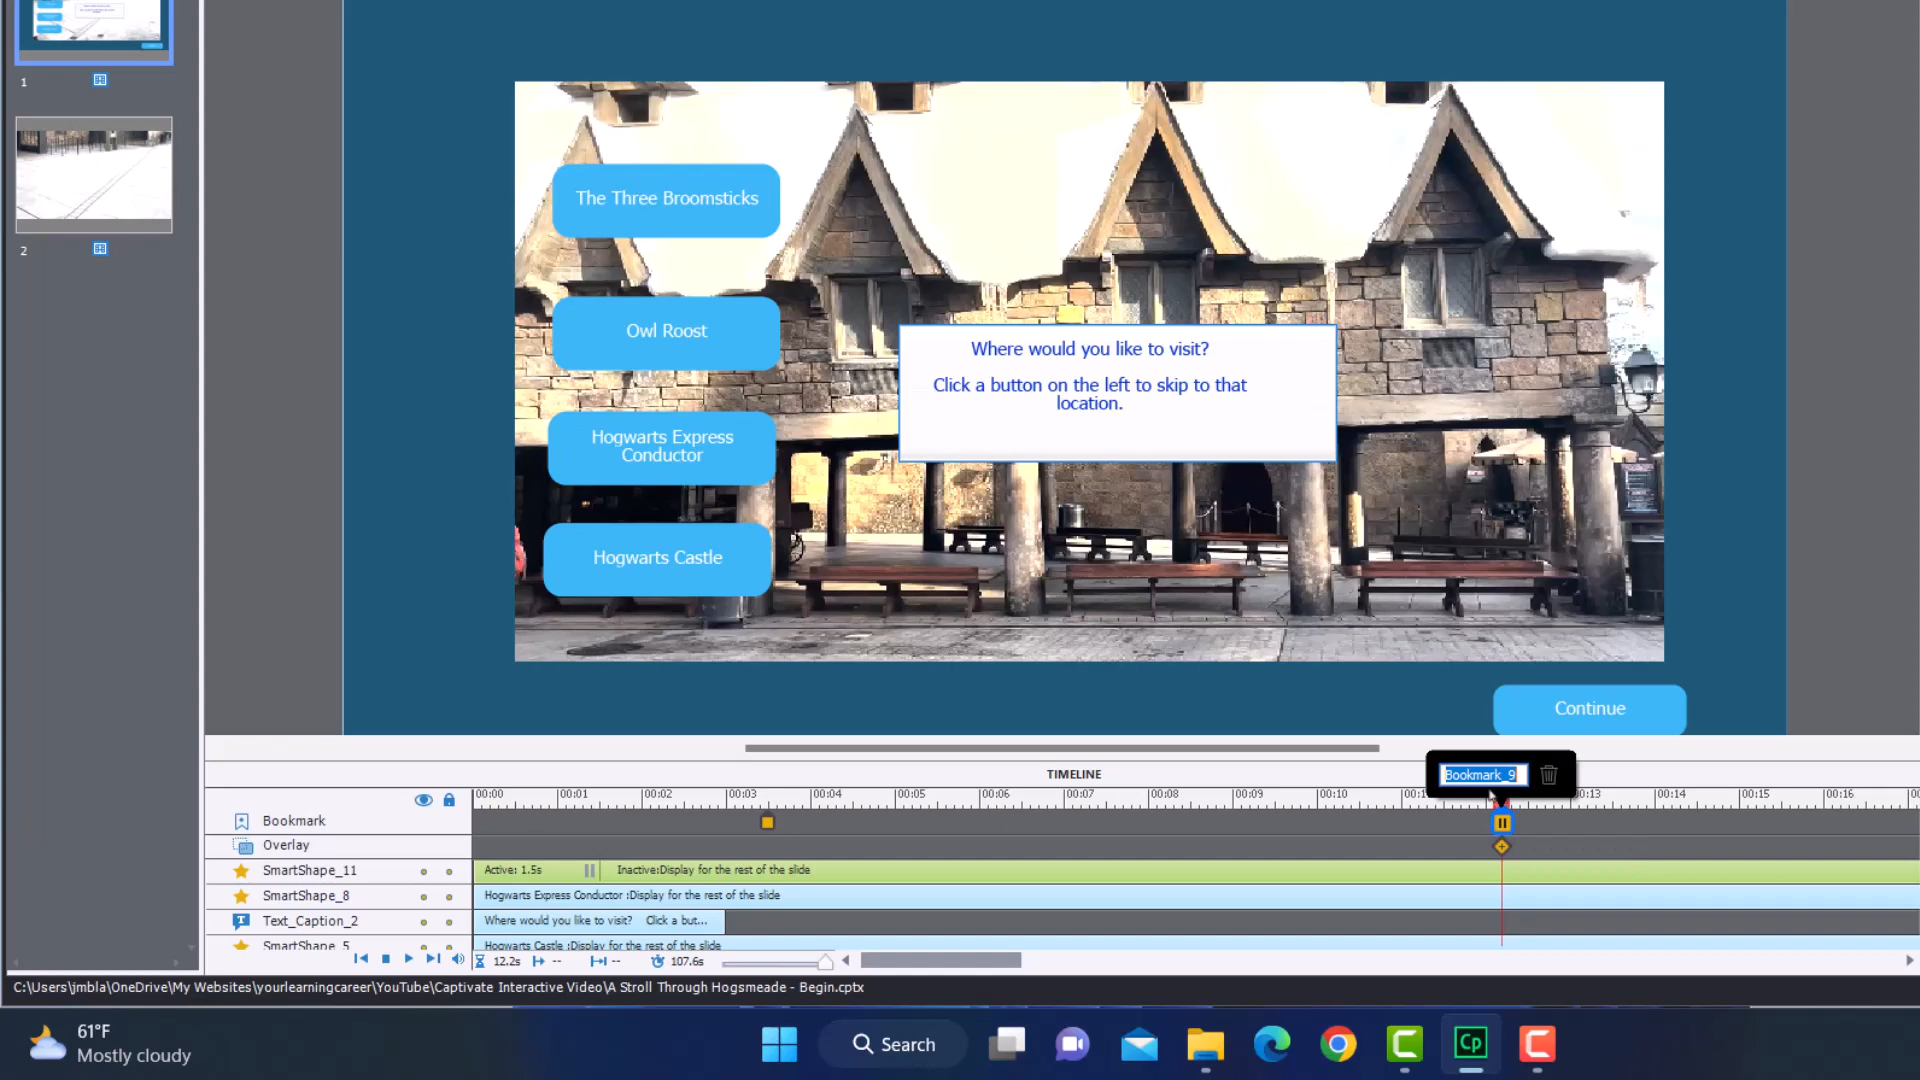 1
2
The Three Broomsticks
Owl Roost
Hogwarts Express
Conductor
Hogwarts Castle
Where would you like to visit?
Click a button on the left to skip to that
location.
Continue
TIMELINE
Bookmark_9
00:00 00:01 00:02 00:03 00:04 00:05 00:06 00:07 00:08 00:09 00:10 00:1 00:13 00:14 00:15 00:16
Bookmark
Overlay
SmartShape_11 Active: 1.5s Inactive:Display for the rest of the slide
SmartShape_8 Hogwarts Express Conductor :Display for the rest of the slide
Text_Caption_2 Where would you like to visit? Click a but...
SmartShape_5 Hogwarts Castle :Display for the rest of the slide
12.2s -- -- 107.6s
C:\Users\jmbla\OneDrive\My Websites\yourlearningcareer\YouTube\Captivate Interactive Video\A Stroll Through Hogsmeade - Begin.cptx
61°F
Mostly cloudy
Search
Cp